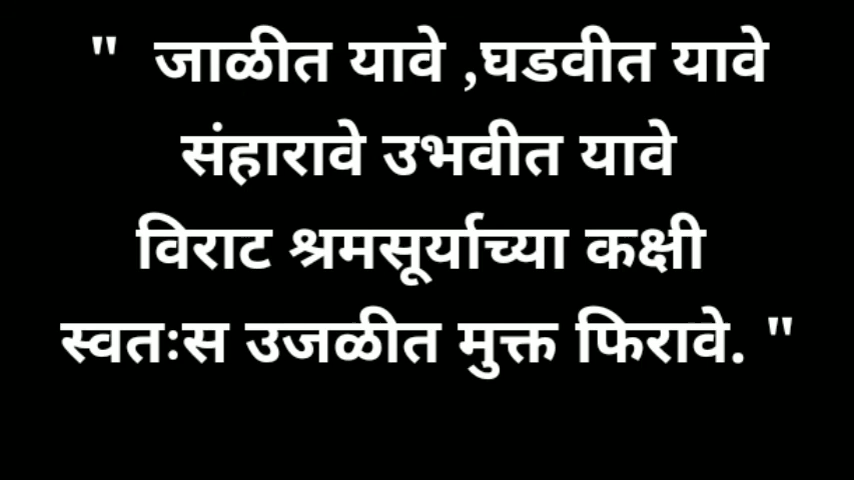 " जाळीत यावे ,घडवीत यावे
संहारावे उभवीत यावे
विराट श्रमसूर्याच्या कक्षी
स्वतःस उजळीत मुक्त फिरावे. "